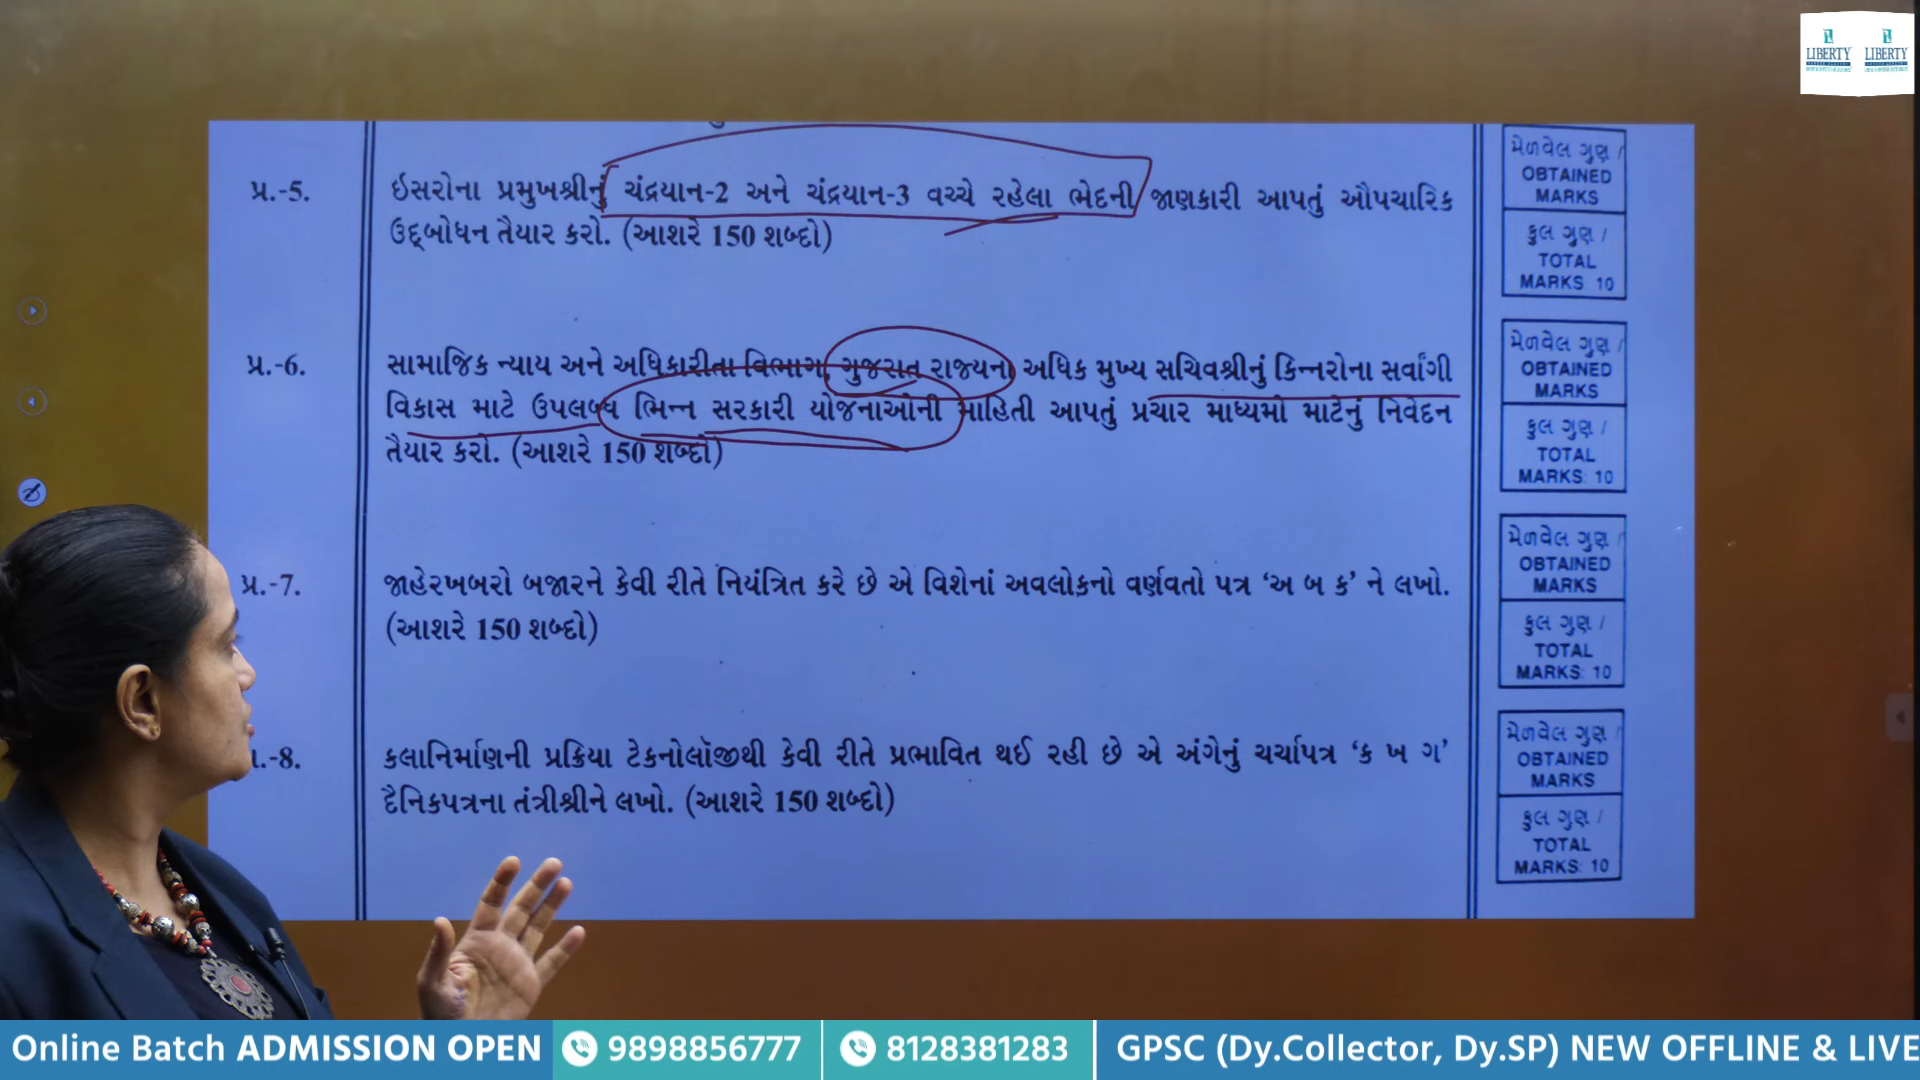 LIBERTY LIBERTY
પ્ર.-5. ઇસરોના પ્રમુખશ્રીનું ચંદ્રયાન-2 અને ચંદ્રયાન-3 વચ્ચે રહેલા ભેદની જાણકારી આપતું ઔપચારિક
ઉદ્બોધન તૈયાર કરો. (આશરે 150 શબ્દો)
મેળવેલ ગુણ /
OBTAINED
MARKS
કુલ ગુણ /
TOTAL
MARKS: 10
પ્ર.-6. સામાજિક ન્યાય અને અધિકારીતા વિભાગ, ગુજરાત રાજ્યના અધિક મુખ્ય સચિવશ્રીનું કિન્નરોના સર્વાંગી
વિકાસ માટે ઉપલબ્ધ ભિન્ન સરકારી યોજનાઓની માહિતી આપતું પ્રચાર માધ્યમો માટેનું નિવેદન
તૈયાર કરો. (આશરે 150 શબ્દો)
મેળવેલ ગુણ /
OBTAINED
MARKS
કુલ ગુણ /
TOTAL
MARKS: 10
પ્ર.-7. જાહેરખબરો બજારને કેવી રીતે નિયંત્રિત કરે છે એ વિશેનાં અવલોકનો વર્ણવતો પત્ર ‘અ બ ક’ ને લખો.
(આશરે 150 શબ્દો)
મેળવેલ ગુણ /
OBTAINED
MARKS
કુલ ગુણ /
TOTAL
MARKS: 10
.-8. કલાનિર્માણની પ્રક્રિયા ટેકનોલૉજીથી કેવી રીતે પ્રભાવિત થઈ રહી છે એ અંગેનું ચર્ચાપત્ર ‘ક ખ ગ’
દૈનિકપત્રના તંત્રીશ્રીને લખો. (આશરે 150 શબ્દો)
મેળવેલ ગુણ /
OBTAINED
MARKS
કુલ ગુણ /
TOTAL
MARKS: 10
Online Batch ADMISSION OPEN 9898856777 8128381283 GPSC (Dy.Collector, Dy.SP) NEW OFFLINE & LIVE